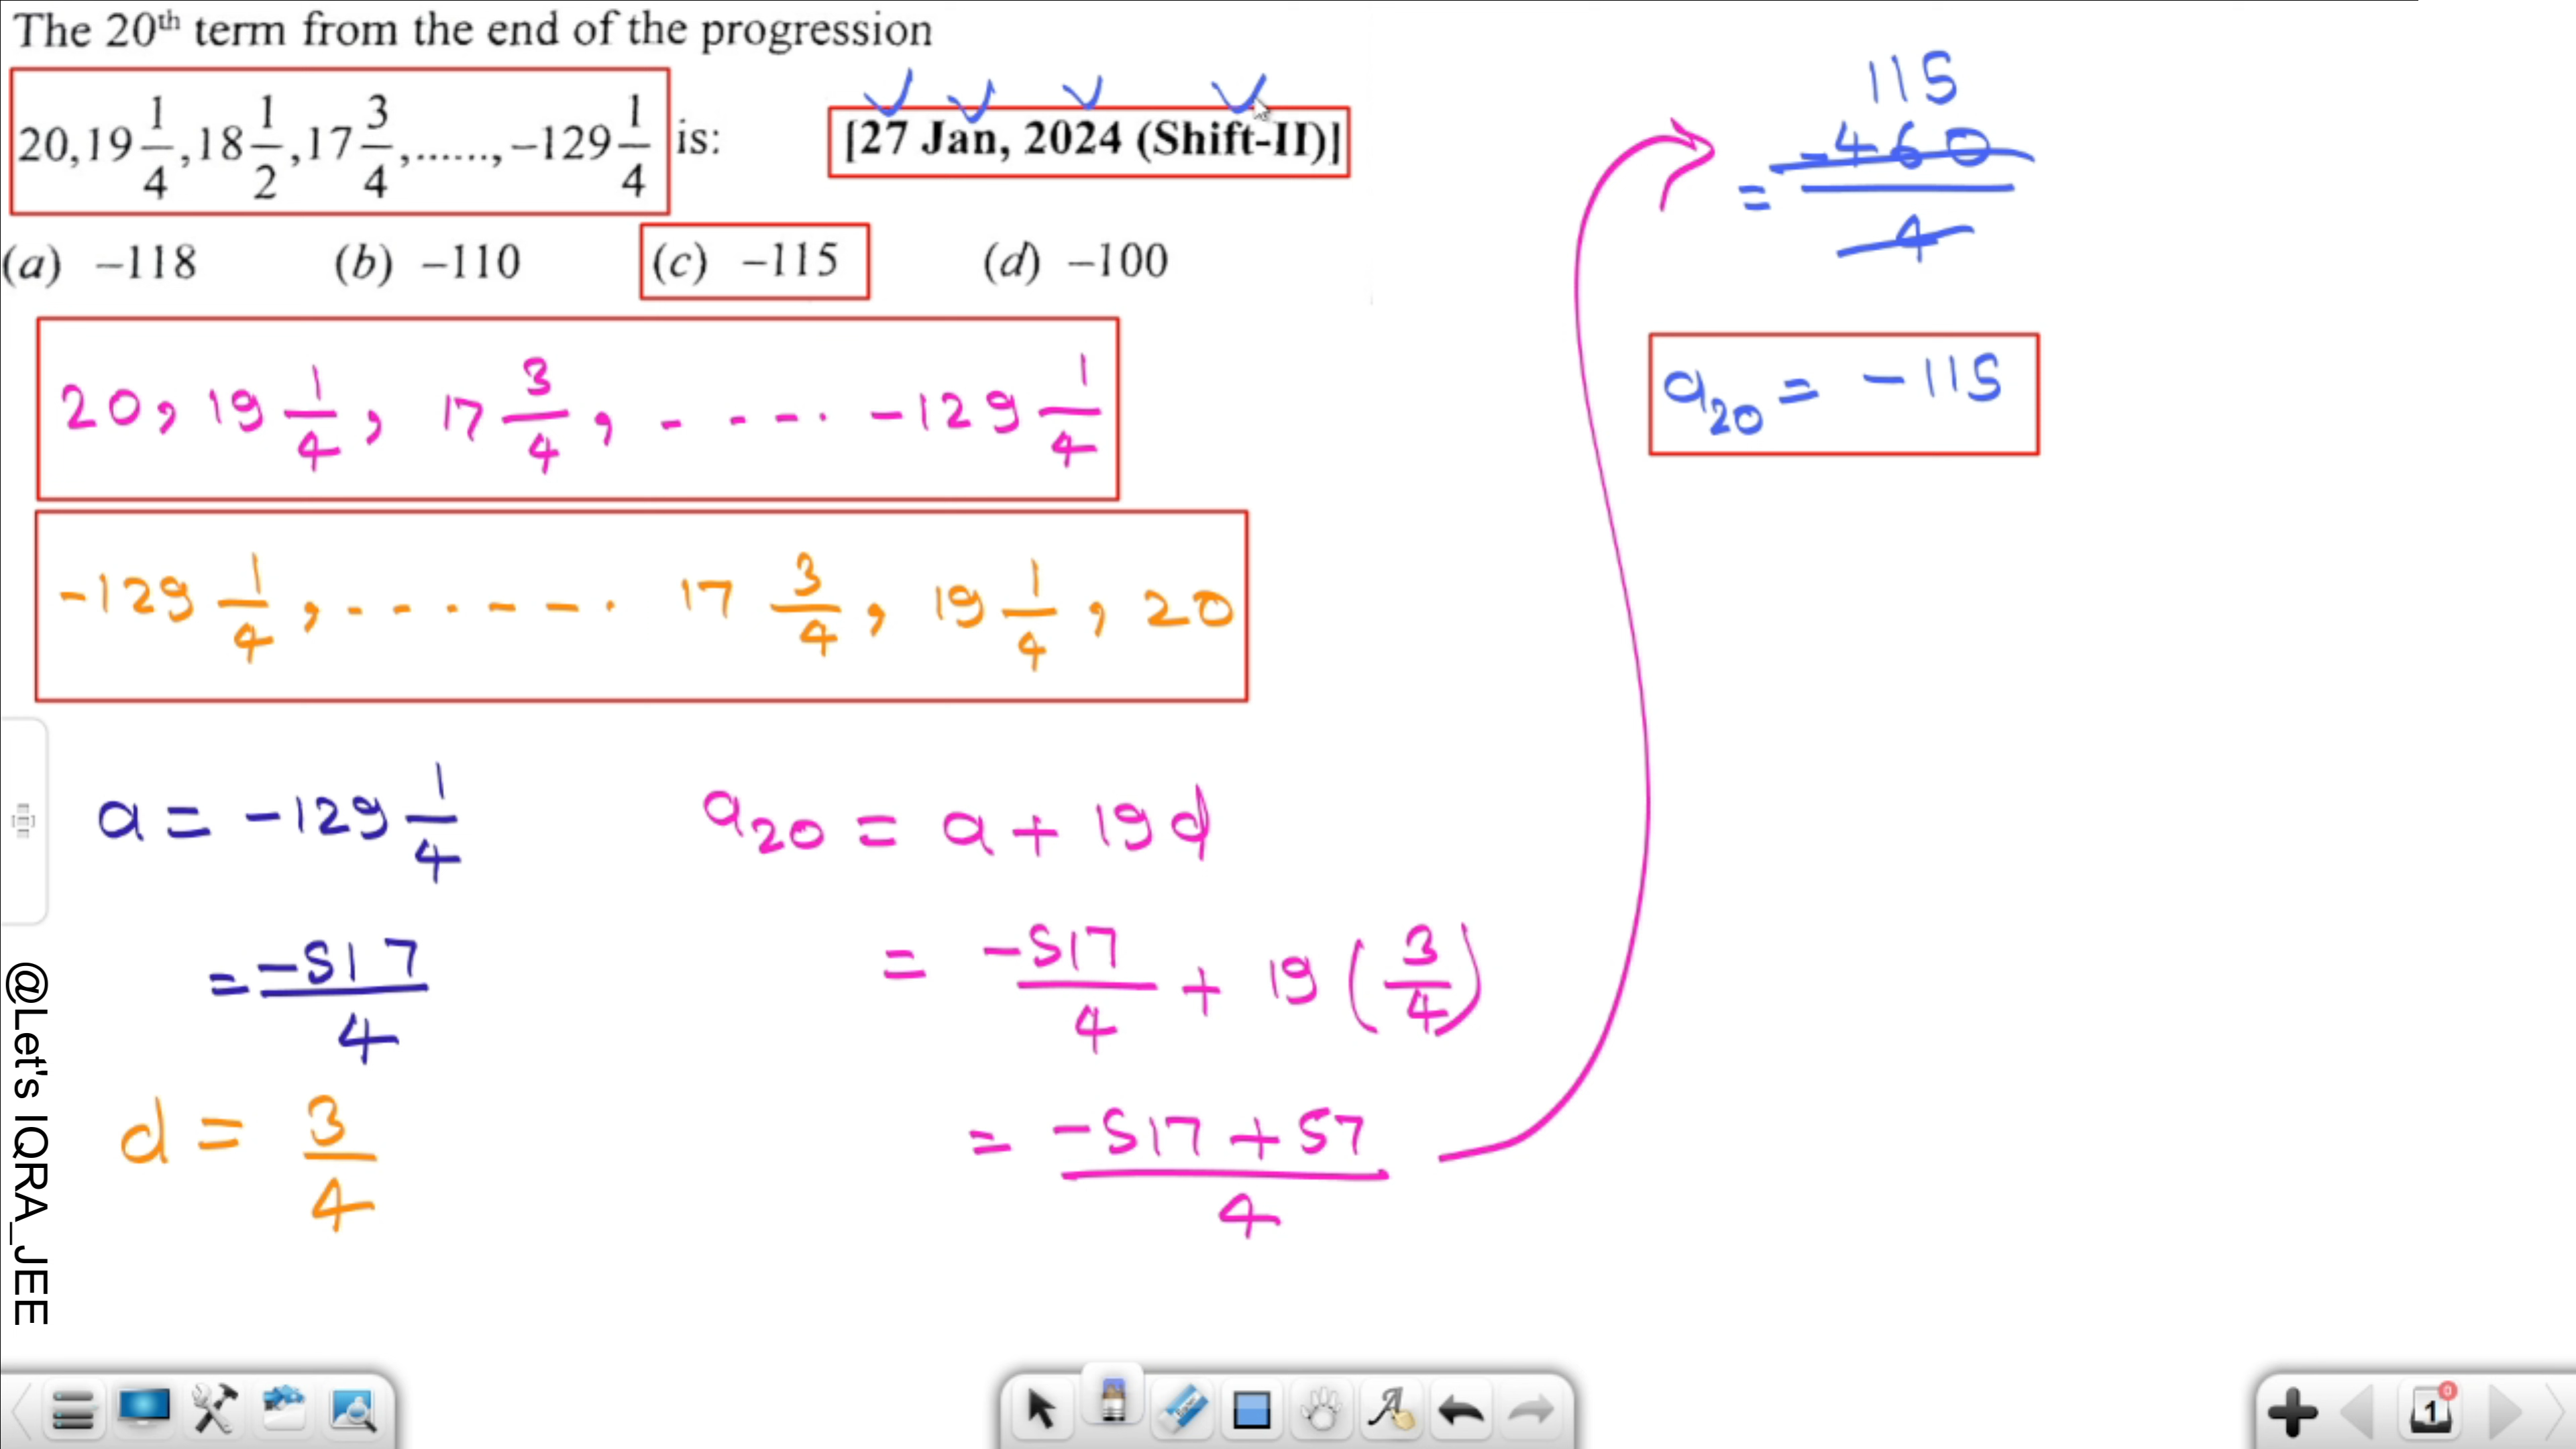 The 20th term from the end of the progression
20, 19 1/4, 18 1/2, 17 3/4, ......, −129 1/4 is:
[27 Jan, 2024 (Shift-II)]
(a) −118 (b) −110 (c) −115 (d) −100
20, 19 1/4, 17 3/4, - - - - . . -129 1/4
-129 1/4, - - - - - . 17 3/4, 19 1/4, 20
a = -129 1/4
= -517/4
d = 3/4
a20 = a + 19d
= -517/4 + 19(3/4)
= (-517 + 57)/4
115
= -460/4
a20 = -115
@Let's IQRA_JEE
1
0